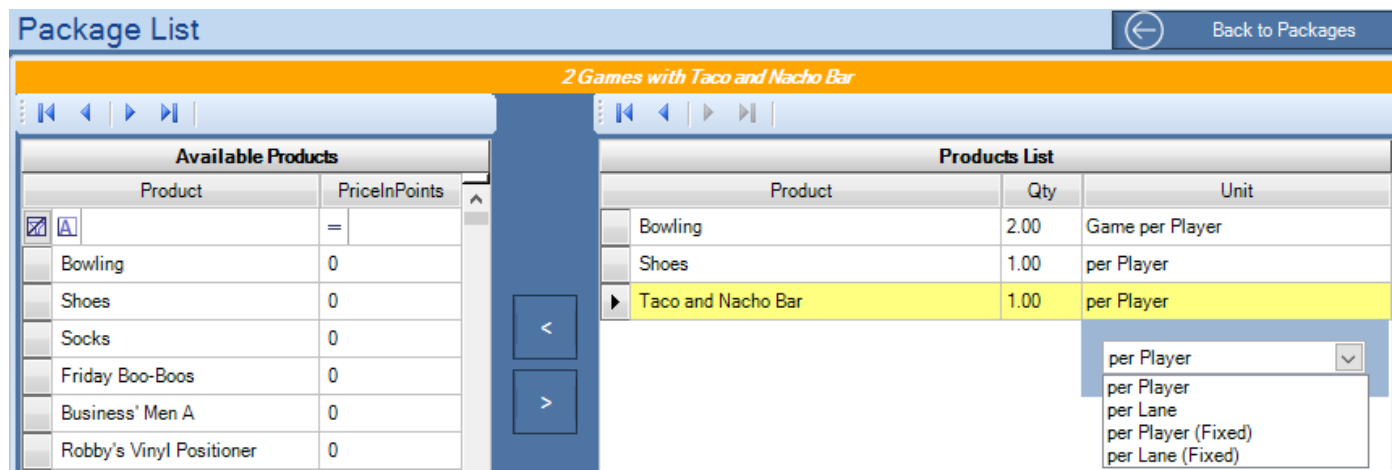 Package List
Back to Packages
2 Games with Taco and Nacho Bar
Available Products
Product PriceInPoints
A =
Bowling 0
Shoes 0
Socks 0
Friday Boo-Boos 0
Business' Men A 0
Robby's Vinyl Positioner 0
<
>
Products List
Product Qty Unit
Bowling 2.00 Game per Player
Shoes 1.00 per Player
Taco and Nacho Bar 1.00 per Player
per Player
per Player
per Lane
per Player (Fixed)
per Lane (Fixed)